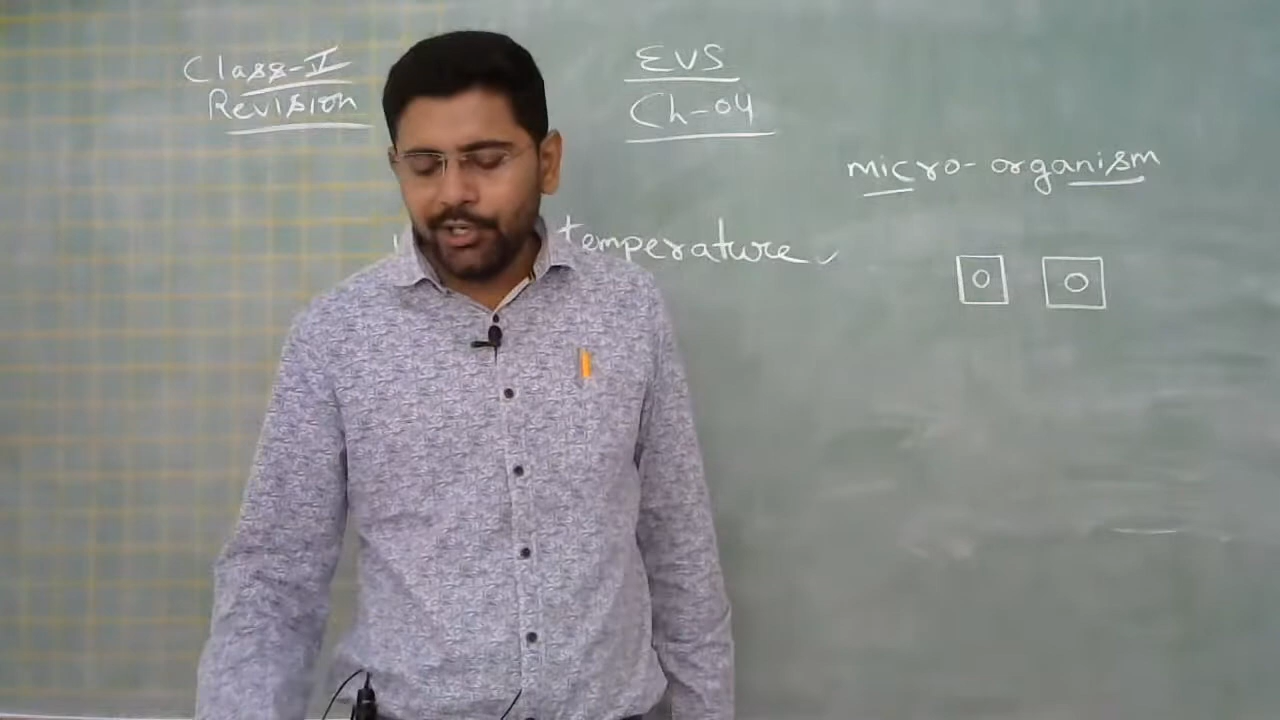 Class-V
Revision
EVS
Ch-04
micro-organism
temperature